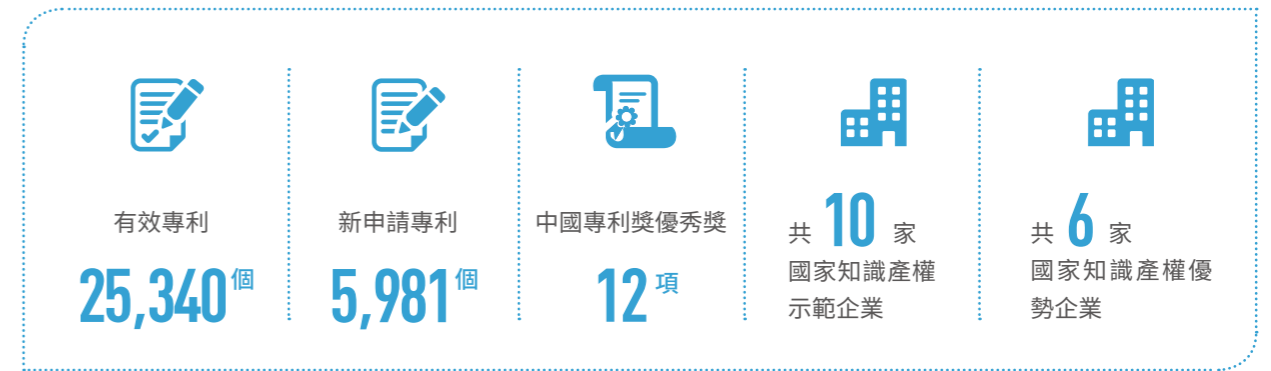 有效專利
25,340個
新申請專利
5,981個
中國專利獎優秀獎
12項
共10家
國家知識產權
示範企業
共6家
國家知識產權優
勢企業